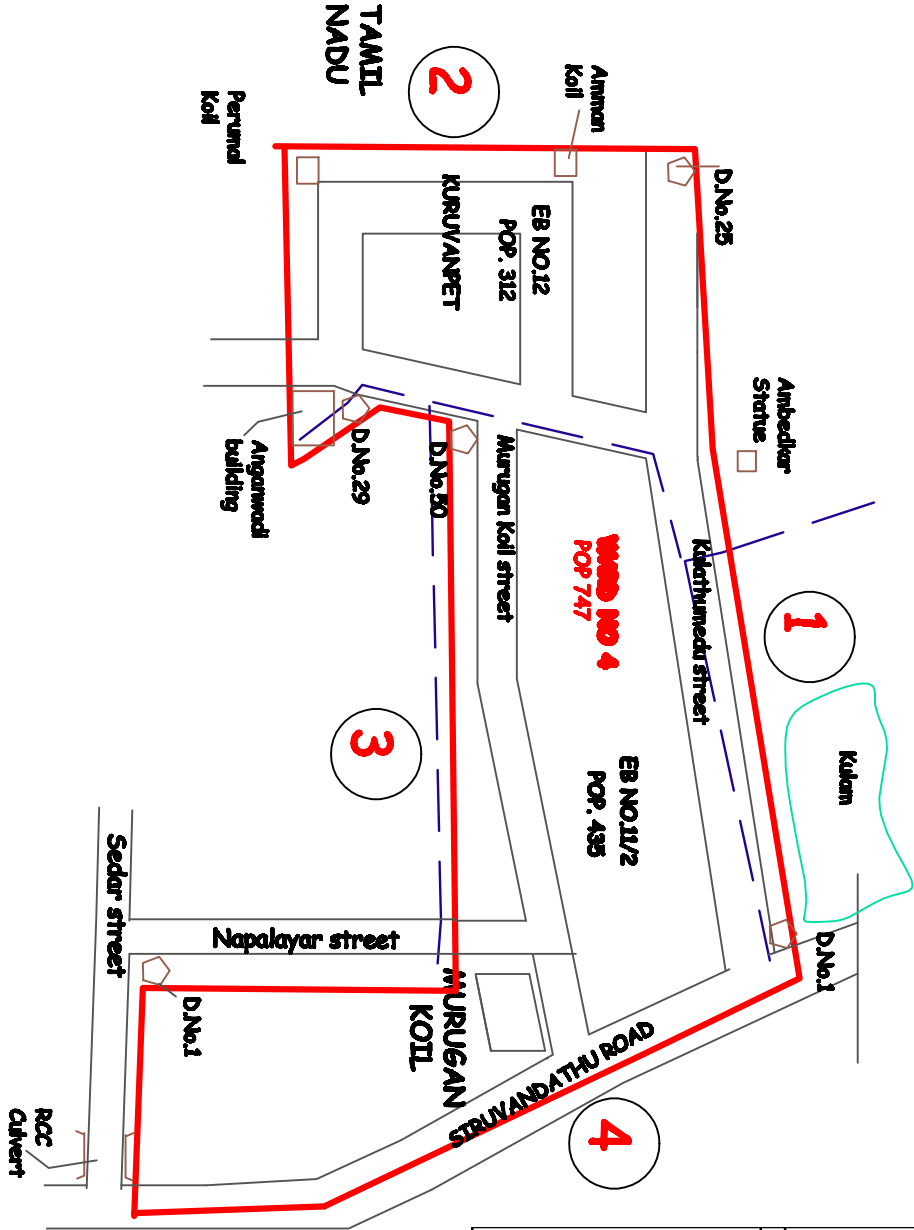 TAMIL
NADU
2
Amman
Koil
Perumal
Koil
D.No.25
KURUVANPET
EB NO.12
POP. 312
Ambedkar
Statue
Anganwadi
building
D.No.29
D.No.50
Murugan Koil street
WARD NO 4
POP 747
Kulathumedu street
1
Kulam
3
EB NO.11/2
POP. 435
Sedar street
Napalayar street
D.No.1
D.No.1
MURUGAN
KOIL
SIRUVANDATHU ROAD
4
RCC
Culvert